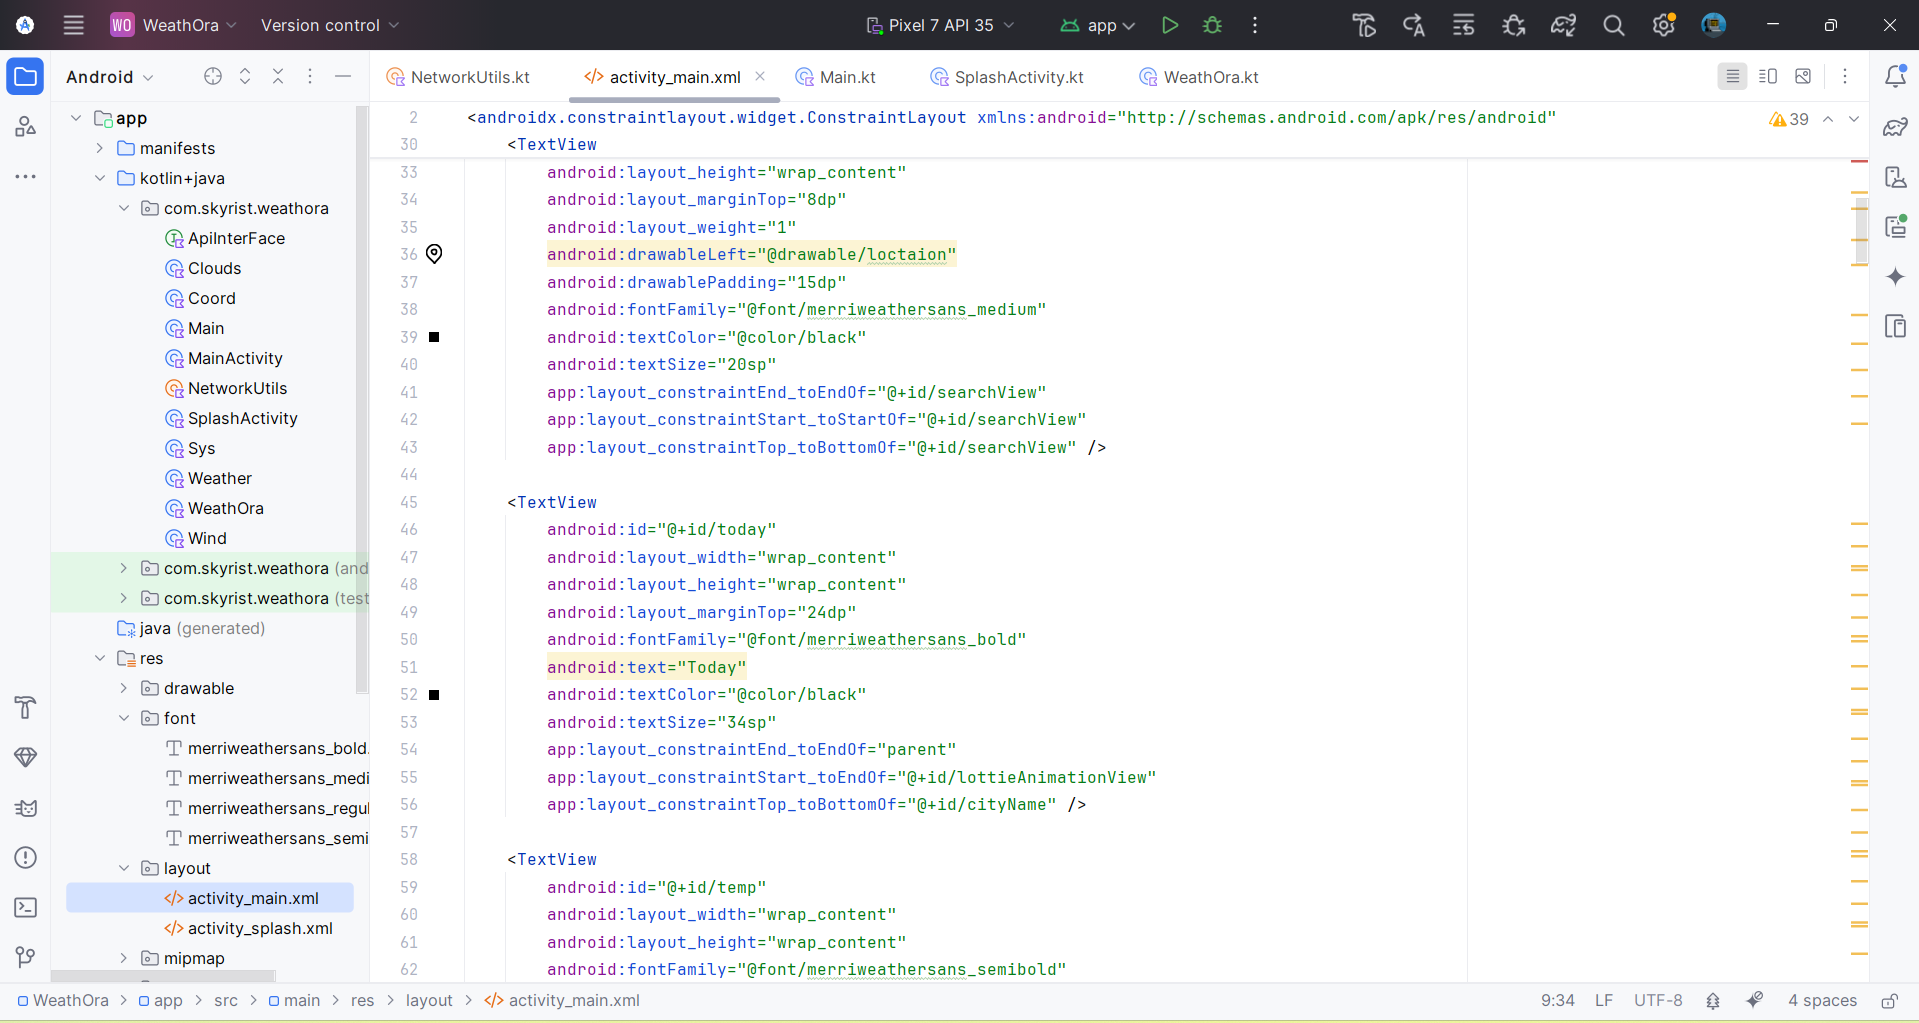 WO WeathOra Version control Pixel 7 API 35 app
Android NetworkUtils.kt activity_main.xml Main.kt SplashActivity.kt WeathOra.kt
app
manifests
kotlin+java
com.skyrist.weathora
ApiInterFace
Clouds
Coord
Main
MainActivity
NetworkUtils
SplashActivity
Sys
Weather
WeathOra
Wind
com.skyrist.weathora (and
com.skyrist.weathora (test
java (generated)
res
drawable
font
merriweathersans_bold.
merriweathersans_medi
merriweathersans_regul
merriweathersans_semi
layout
activity_main.xml
activity_splash.xml
mipmap
2 <androidx.constraintlayout.widget.ConstraintLayout xmlns:android="http://schemas.android.com/apk/res/android" 39
30 <TextView
33 android:layout_height="wrap_content"
34 android:layout_marginTop="8dp"
35 android:layout_weight="1"
36 android:drawableLeft="@drawable/loctaion"
37 android:drawablePadding="15dp"
38 android:fontFamily="@font/merriweathersans_medium"
39 android:textColor="@color/black"
40 android:textSize="20sp"
41 app:layout_constraintEnd_toEndOf="@+id/searchView"
42 app:layout_constraintStart_toStartOf="@+id/searchView"
43 app:layout_constraintTop_toBottomOf="@+id/searchView" />
44
45 <TextView
46 android:id="@+id/today"
47 android:layout_width="wrap_content"
48 android:layout_height="wrap_content"
49 android:layout_marginTop="24dp"
50 android:fontFamily="@font/merriweathersans_bold"
51 android:text="Today"
52 android:textColor="@color/black"
53 android:textSize="34sp"
54 app:layout_constraintEnd_toEndOf="parent"
55 app:layout_constraintStart_toEndOf="@+id/lottieAnimationView"
56 app:layout_constraintTop_toBottomOf="@+id/cityName" />
57
58 <TextView
59 android:id="@+id/temp"
60 android:layout_width="wrap_content"
61 android:layout_height="wrap_content"
62 android:fontFamily="@font/merriweathersans_semibold"
WeathOra > app > src > main > res > layout > activity_main.xml 9:34 LF UTF-8 4 spaces